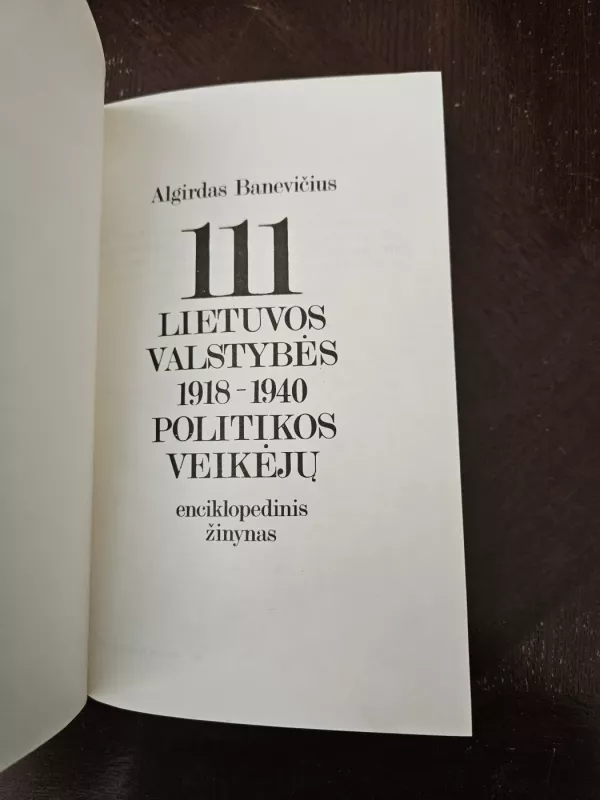 Algirdas Banevičius
111
LIETUVOS
VALSTYBĖS
1918-1940
POLITIKOS
VEIKĖJŲ
enciklopedinis
žinynas